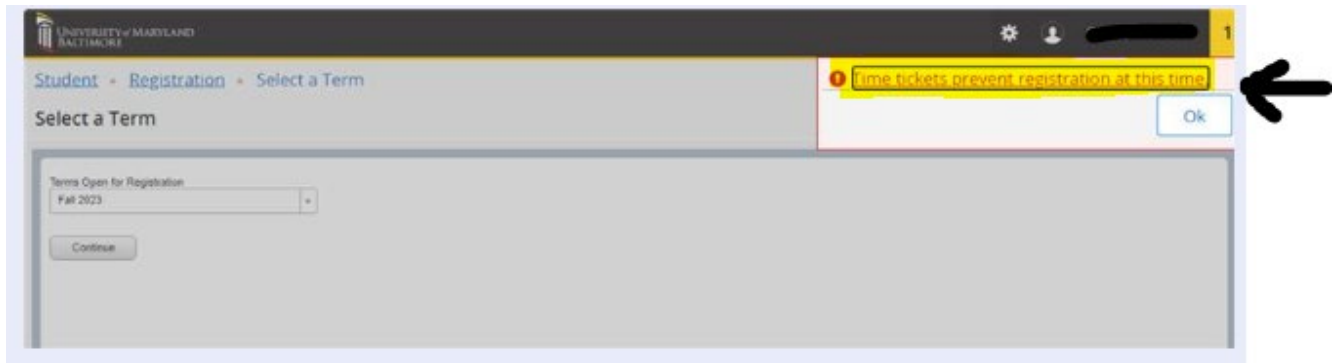 UNIVERSITY of MARYLAND
BALTIMORE
1
Student • Registration • Select a Term
Time tickets prevent registration at this time.
Select a Term
Ok
Terms Open for Registration
Fall 2023
Continue